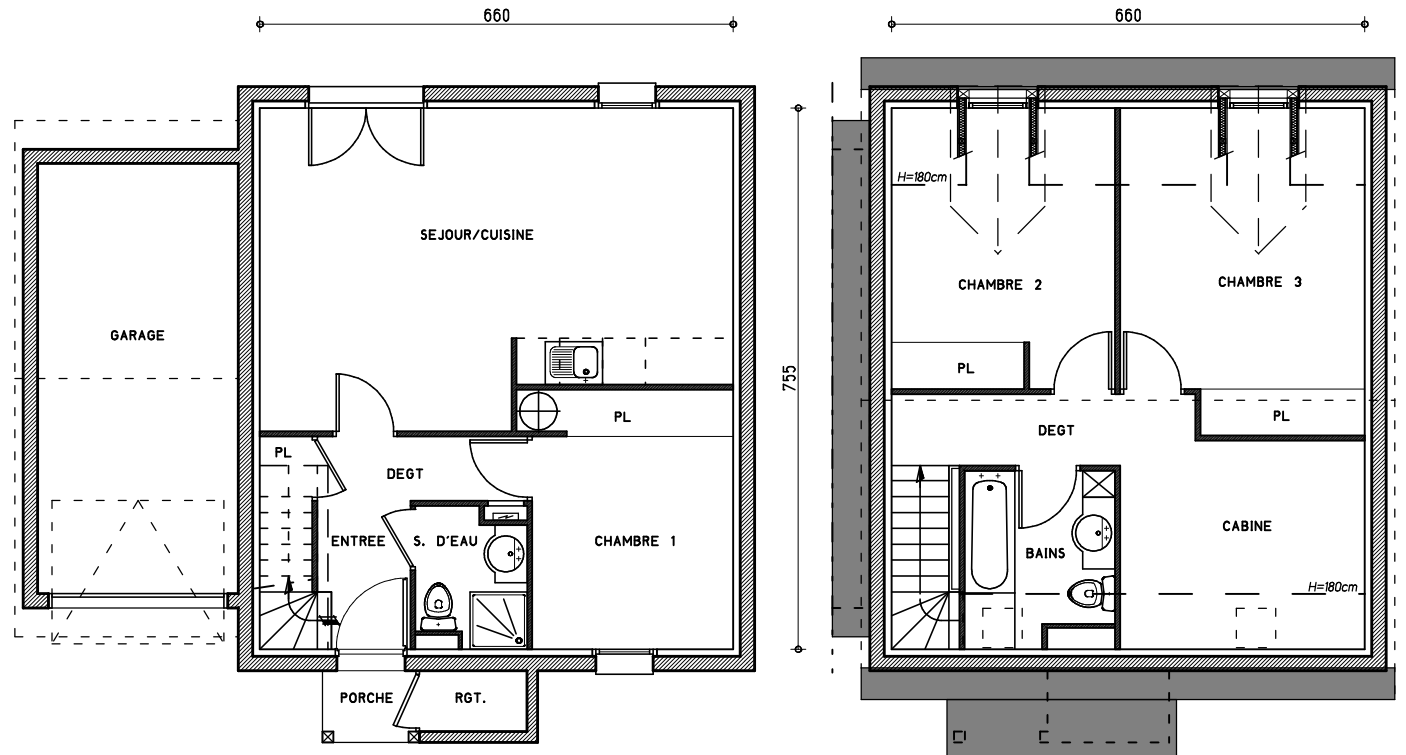 660
660
H=180cm
SEJOUR/CUISINE
CHAMBRE 2
CHAMBRE 3
GARAGE
755
PL
PL
PL
DEGT
PL
DEGT
ENTREE
S. D'EAU
CHAMBRE 1
CABINE
BAINS
H=180cm
PORCHE
RGT.